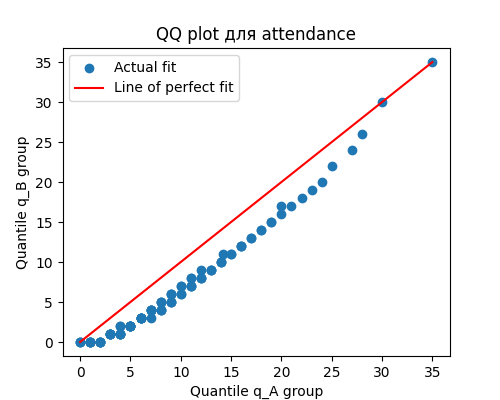 QQ plot для attendance
Actual fit
Line of perfect fit
Quantile q_B group
35
30
25
20
15
10
5
0
0 5 10 15 20 25 30 35
Quantile q_A group